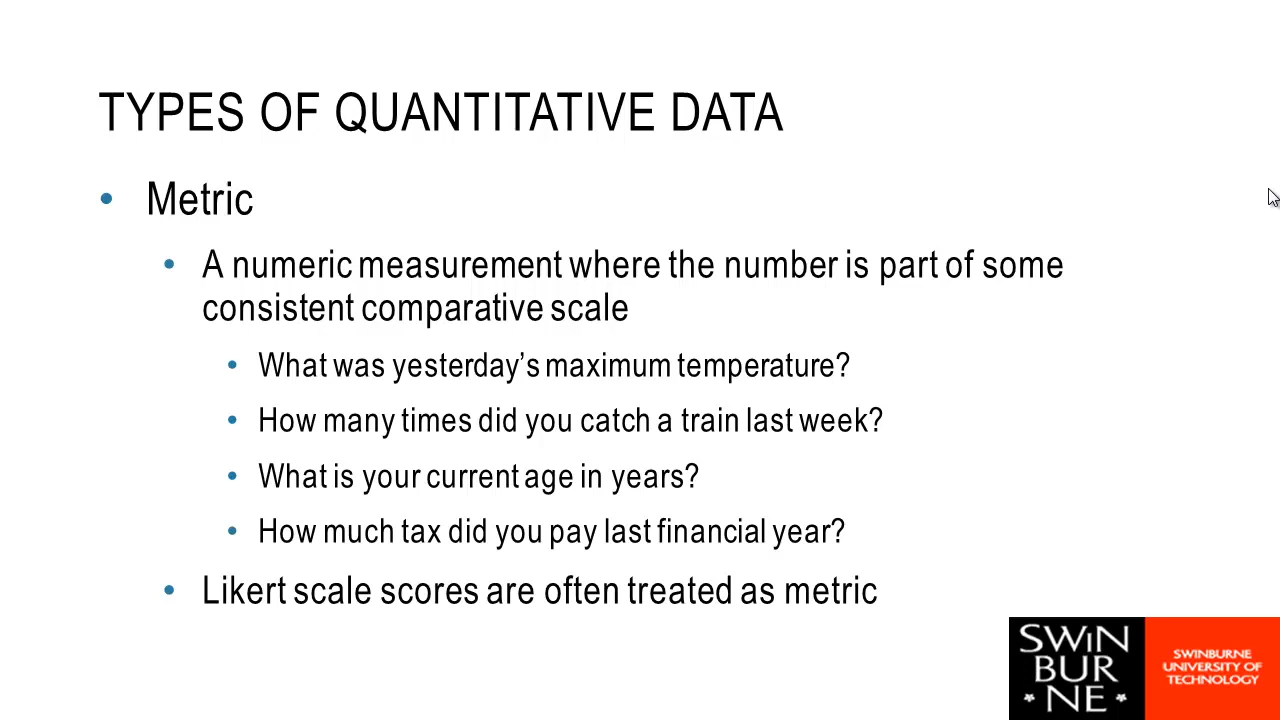 TYPES OF QUANTITATIVE DATA
• Metric
• A numeric measurement where the number is part of some
consistent comparative scale
• What was yesterday’s maximum temperature?
• How many times did you catch a train last week?
• What is your current age in years?
• How much tax did you pay last financial year?
• Likert scale scores are often treated as metric
SWiN
BUR
NE
SWINBURNE
UNIVERSITY OF
TECHNOLOGY